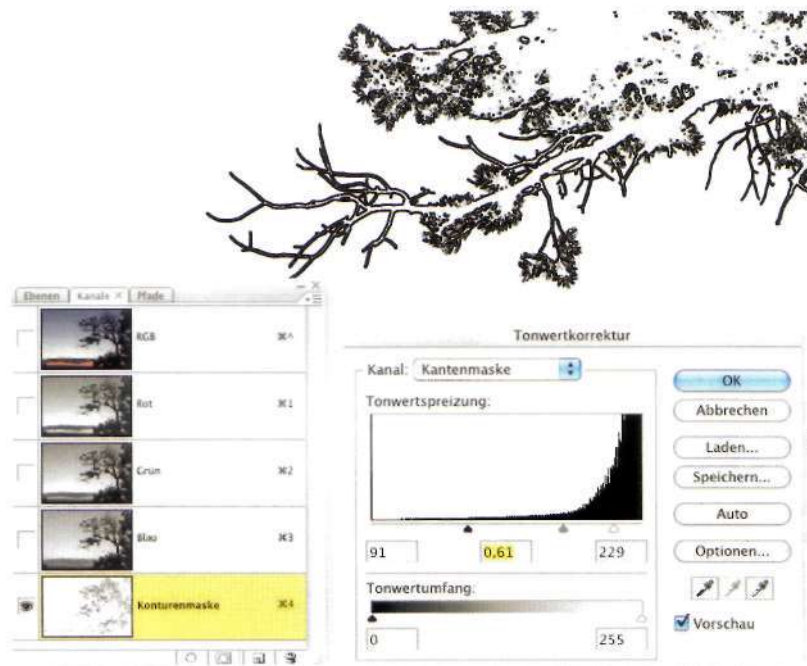 Ebenen Kanäle × Pfade
RGB ⌘^
Rot ⌘1
Grün ⌘2
Blau ⌘3
Konturenmaske ⌘4
Tonwertkorrektur
Kanal: Kantenmaske
Tonwertspreizung:
91 0,61 229
Tonwertumfang
0 255
OK
Abbrechen
Laden...
Speichern...
Auto
Optionen...
Vorschau